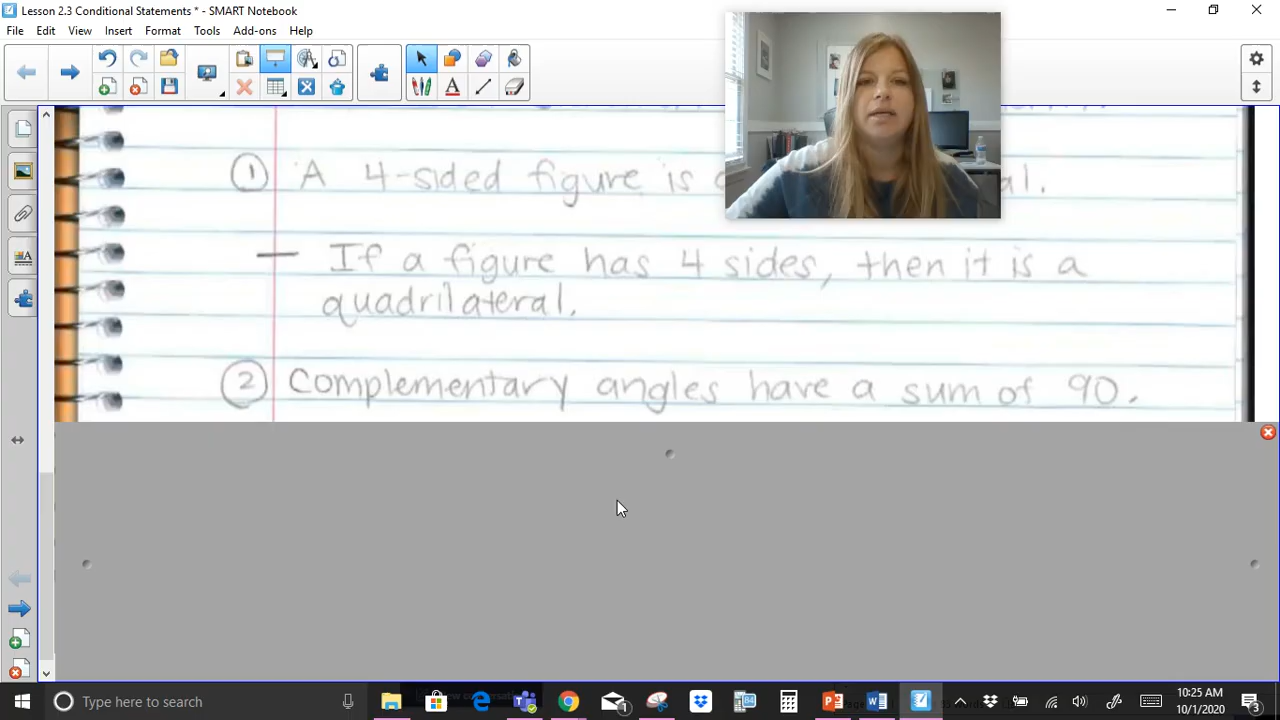 Lesson 2.3 Conditional Statements * - SMART Notebook
File Edit View Insert Format Tools Add-ons Help
① A 4-sided figure is al.
— If a figure has 4 sides, then it is a
quadrilateral.
② Complementary angles have a sum of 90.
Type here to search
10:25 AM
10/1/2020